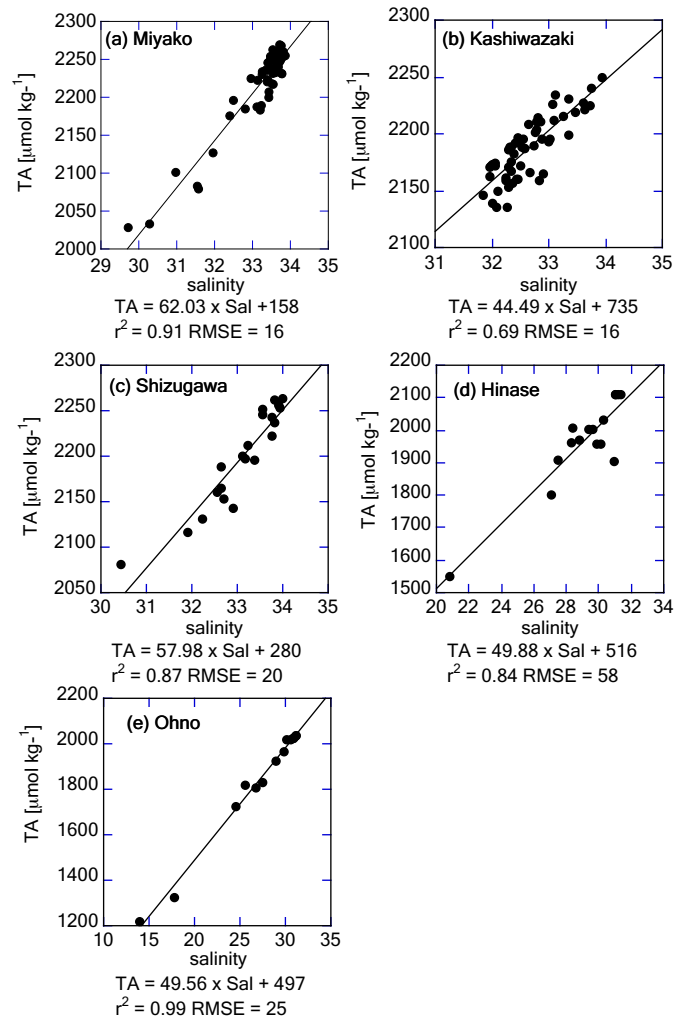 (a) Miyako
2300
2250
2200
2150
2100
2050
2000
TA [μmol kg-1]
29 30 31 32 33 34 35
salinity
TA = 62.03 x Sal +158
r2 = 0.91 RMSE = 16
(b) Kashiwazaki
2300
2250
2200
2150
2100
TA [μmol kg-1]
31 32 33 34 35
salinity
TA = 44.49 x Sal + 735
r2 = 0.69 RMSE = 16
(c) Shizugawa
2300
2250
2200
2150
2100
2050
TA [μmol kg-1]
30 31 32 33 34 35
salinity
TA = 57.98 x Sal + 280
r2 = 0.87 RMSE = 20
(d) Hinase
2200
2100
2000
1900
1800
1700
1600
1500
TA [μmol kg-1]
20 22 24 26 28 30 32 34
salinity
TA = 49.88 x Sal + 516
r2 = 0.84 RMSE = 58
(e) Ohno
2200
2000
1800
1600
1400
1200
TA [μmol kg-1]
10 15 20 25 30 35
salinity
TA = 49.56 x Sal + 497
r2 = 0.99 RMSE = 25